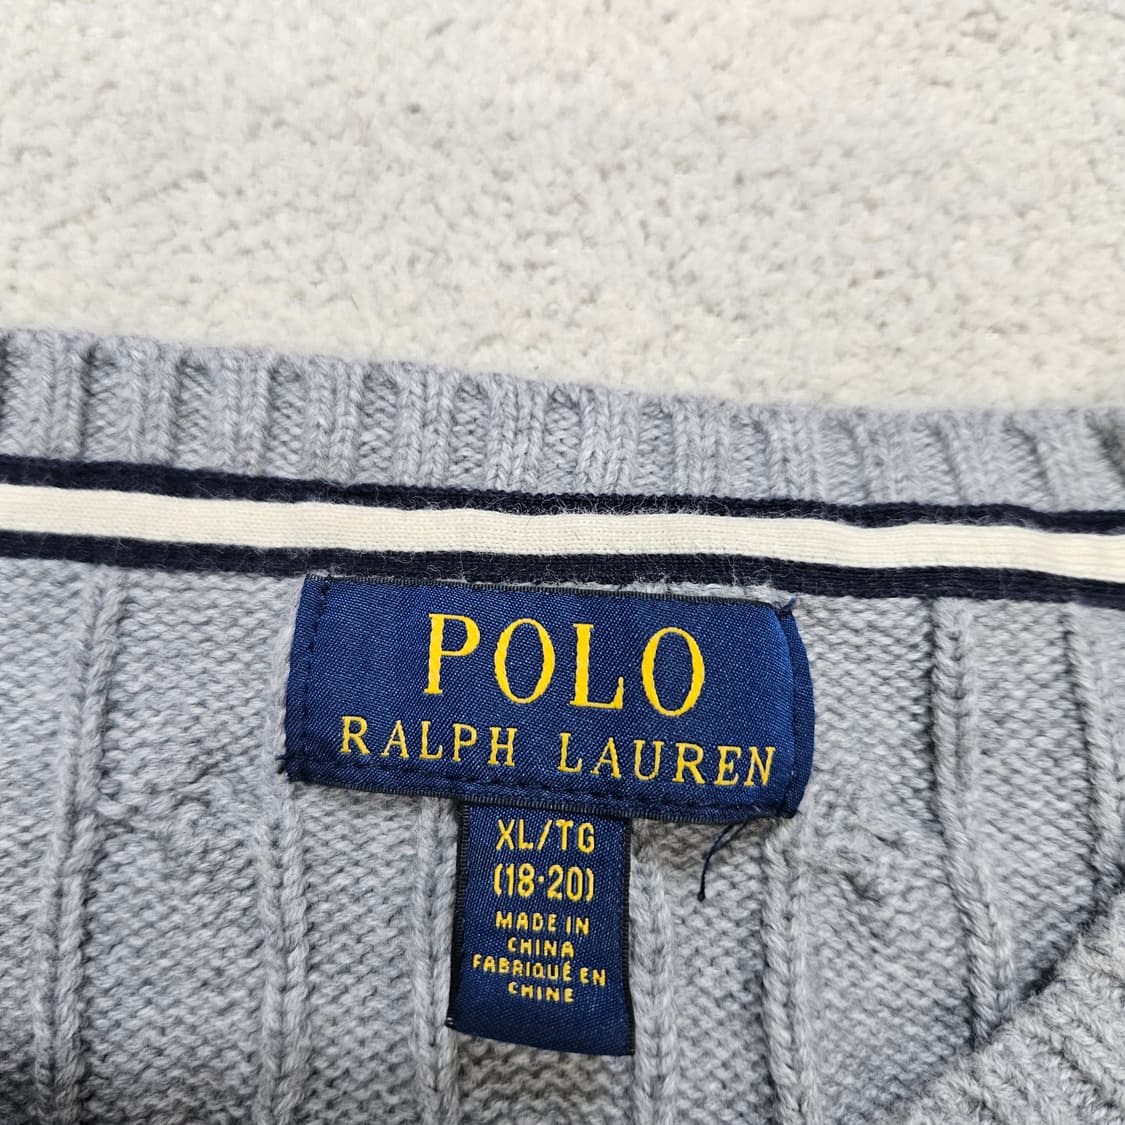 POLO
RALPH LAUREN
XL/TG
(18-20)
MADE IN
CHINA
FABRIQUÉ EN
CHINE